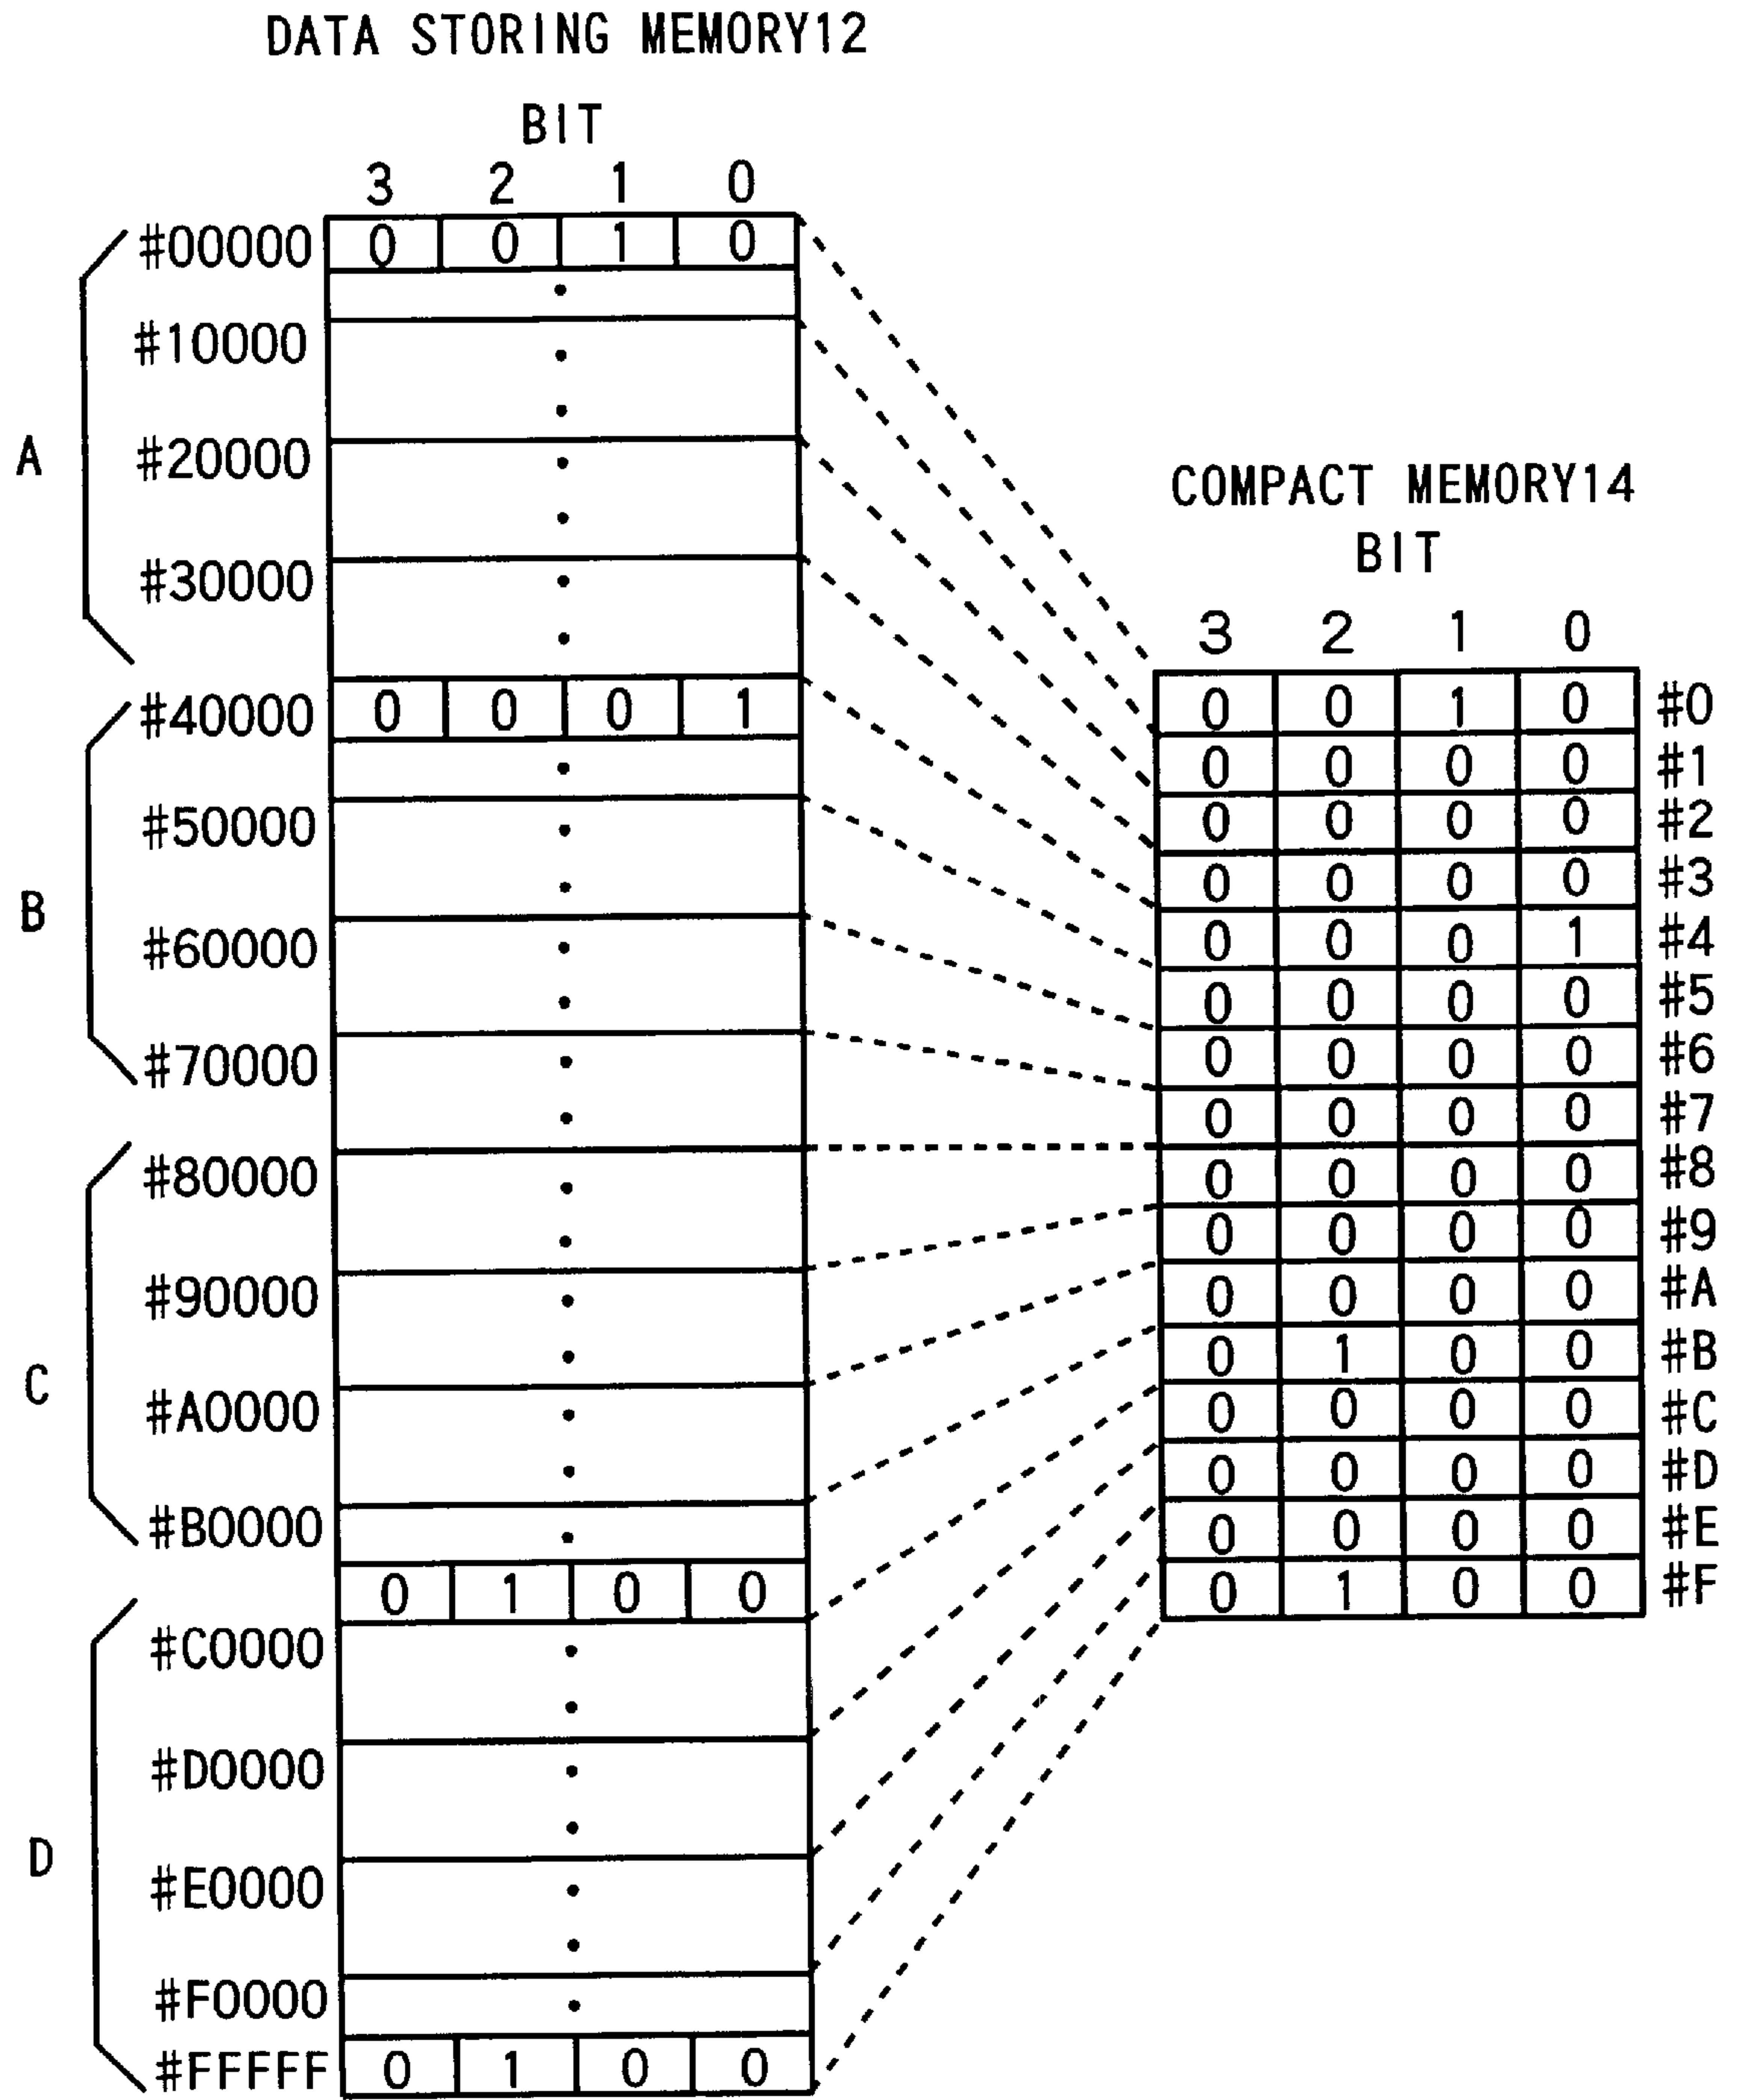 DATA STORING MEMORY12
BIT
3 2 1 0
#00000 0 0 1 0
#10000
A
#20000
#30000
#40000 0 0 0 1
#50000
B
#60000
#70000
#80000
#90000
C
#A0000
#B0000
0 1 0 0
#C0000
#D0000
D
#E0000
#F0000
#FFFFF 0 1 0 0
COMPACT MEMORY14
BIT
3 2 1 0
0 0 1 0 #0
0 0 0 0 #1
0 0 0 0 #2
0 0 0 0 #3
0 0 0 1 #4
0 0 0 0 #5
0 0 0 0 #6
0 0 0 0 #7
0 0 0 0 #8
0 0 0 0 #9
0 0 0 0 #A
0 1 0 0 #B
0 0 0 0 #C
0 0 0 0 #D
0 0 0 0 #E
0 1 0 0 #F